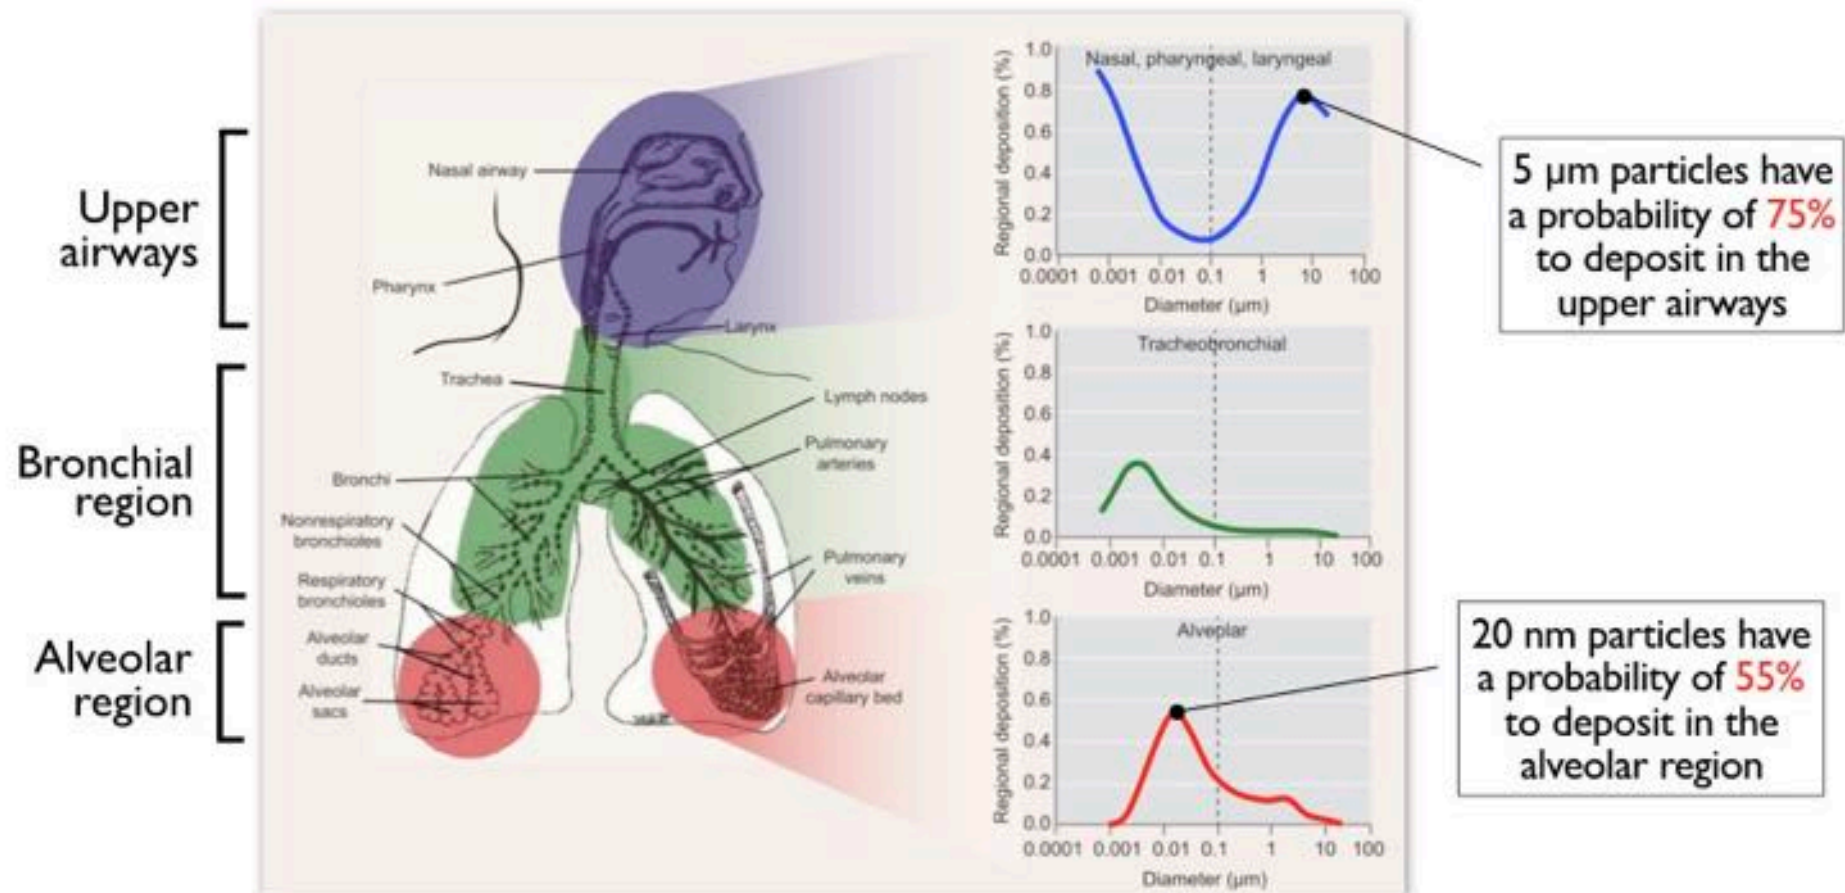 Upper
airways
Bronchial
region
Alveolar
region
Nasal airway
Pharynx
Larynx
Trachea
Lymph nodes
Pulmonary
arteries
Bronchi
Nonrespiratory
bronchioles
Respiratory
bronchioles
Pulmonary
veins
Alveolar
ducts
Alveolar
sacs
Alveolar
capillary bed
Nasal, pharyngeal, laryngeal
Regional deposition (%)
1.0
0.8
0.6
0.4
0.2
0.0
0.0001 0.001 0.01 0.1 1 10 100
Diameter (µm)
Tracheobronchial
Regional deposition (%)
1.0
0.8
0.6
0.4
0.2
0.0
0.0001 0.001 0.01 0.1 1 10 100
Diameter (µm)
Alveolar
Regional deposition (%)
1.0
0.8
0.6
0.4
0.2
0.0
0.0001 0.001 0.01 0.1 1 10 100
Diameter (µm)
5 µm particles have
a probability of 75%
to deposit in the
upper airways
20 nm particles have
a probability of 55%
to deposit in the
alveolar region